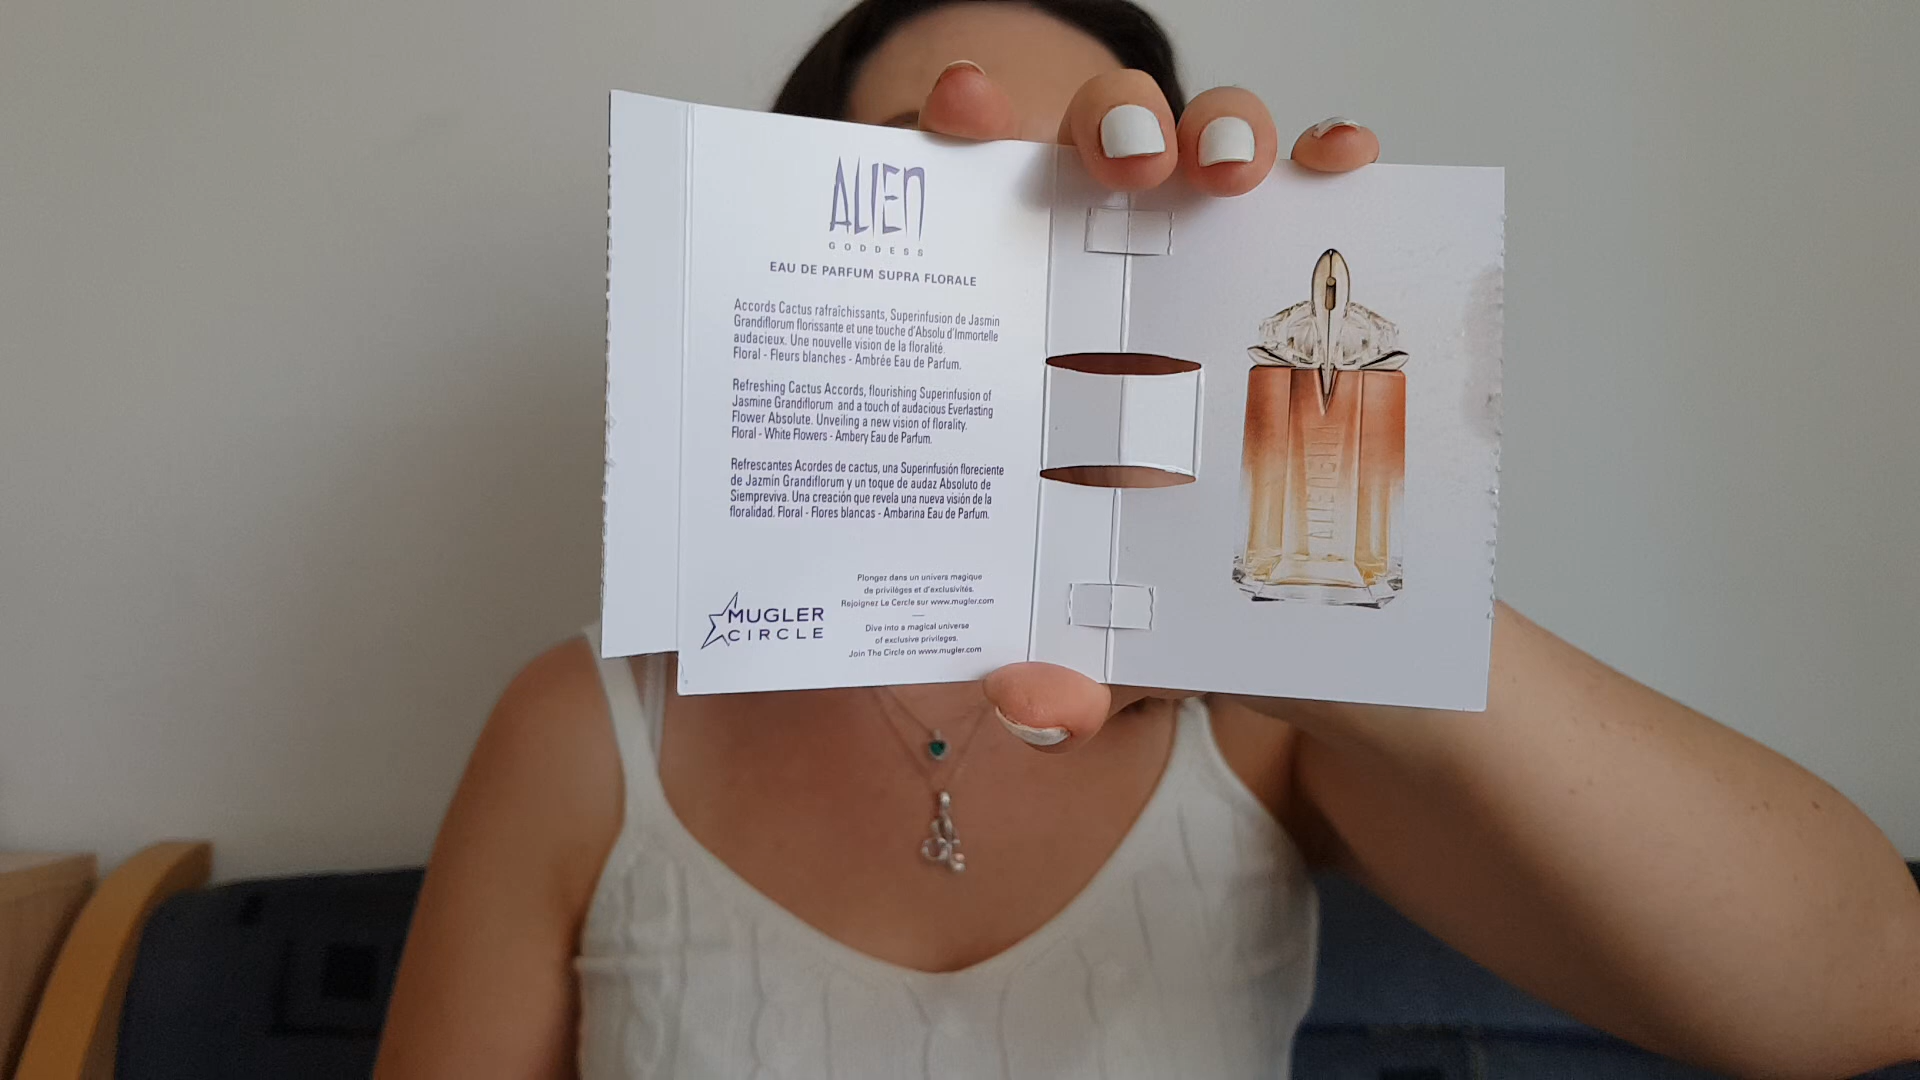 ALIEN
GODDESS
EAU DE PARFUM SUPRA FLORALE
Accords Cactus rafraîchissants, Superinfusion de Jasmin
Grandiflorum florissante et une touche d'Absolu d'Immortelle
audacieux. Une nouvelle vision de la floralité.
Floral - Fleurs blanches - Ambrée Eau de Parfum.
Refreshing Cactus Accords, flourishing Superinfusion of
Jasmine Grandiflorum and a touch of audacious Everlasting
Flower Absolute. Unveiling a new vision of florality.
Floral - White Flowers - Ambery Eau de Parfum.
Refrescantes Acordes de cactus, una Superinfusión floreciente
de Jazmín Grandiflorum y un toque de audaz Absoluto de
Siempreviva. Una creación que revela una nueva visión de la
floralidad. Floral - Flores blancas - Ambarina Eau de Parfum.
MUGLER
CIRCLE
Plongez dans un univers magique
de privilèges et d'exclusivités.
Rejoignez Le Cercle sur www.mugler.com
Dive into a magical universe
of exclusive privileges.
Join The Circle on www.mugler.com